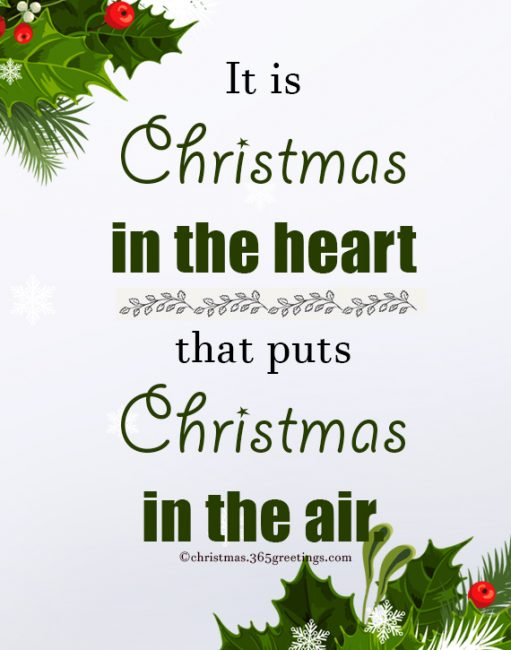 It is
Christmas
in the heart
that puts
Christmas
in the air.
©christmas.365greetings.com